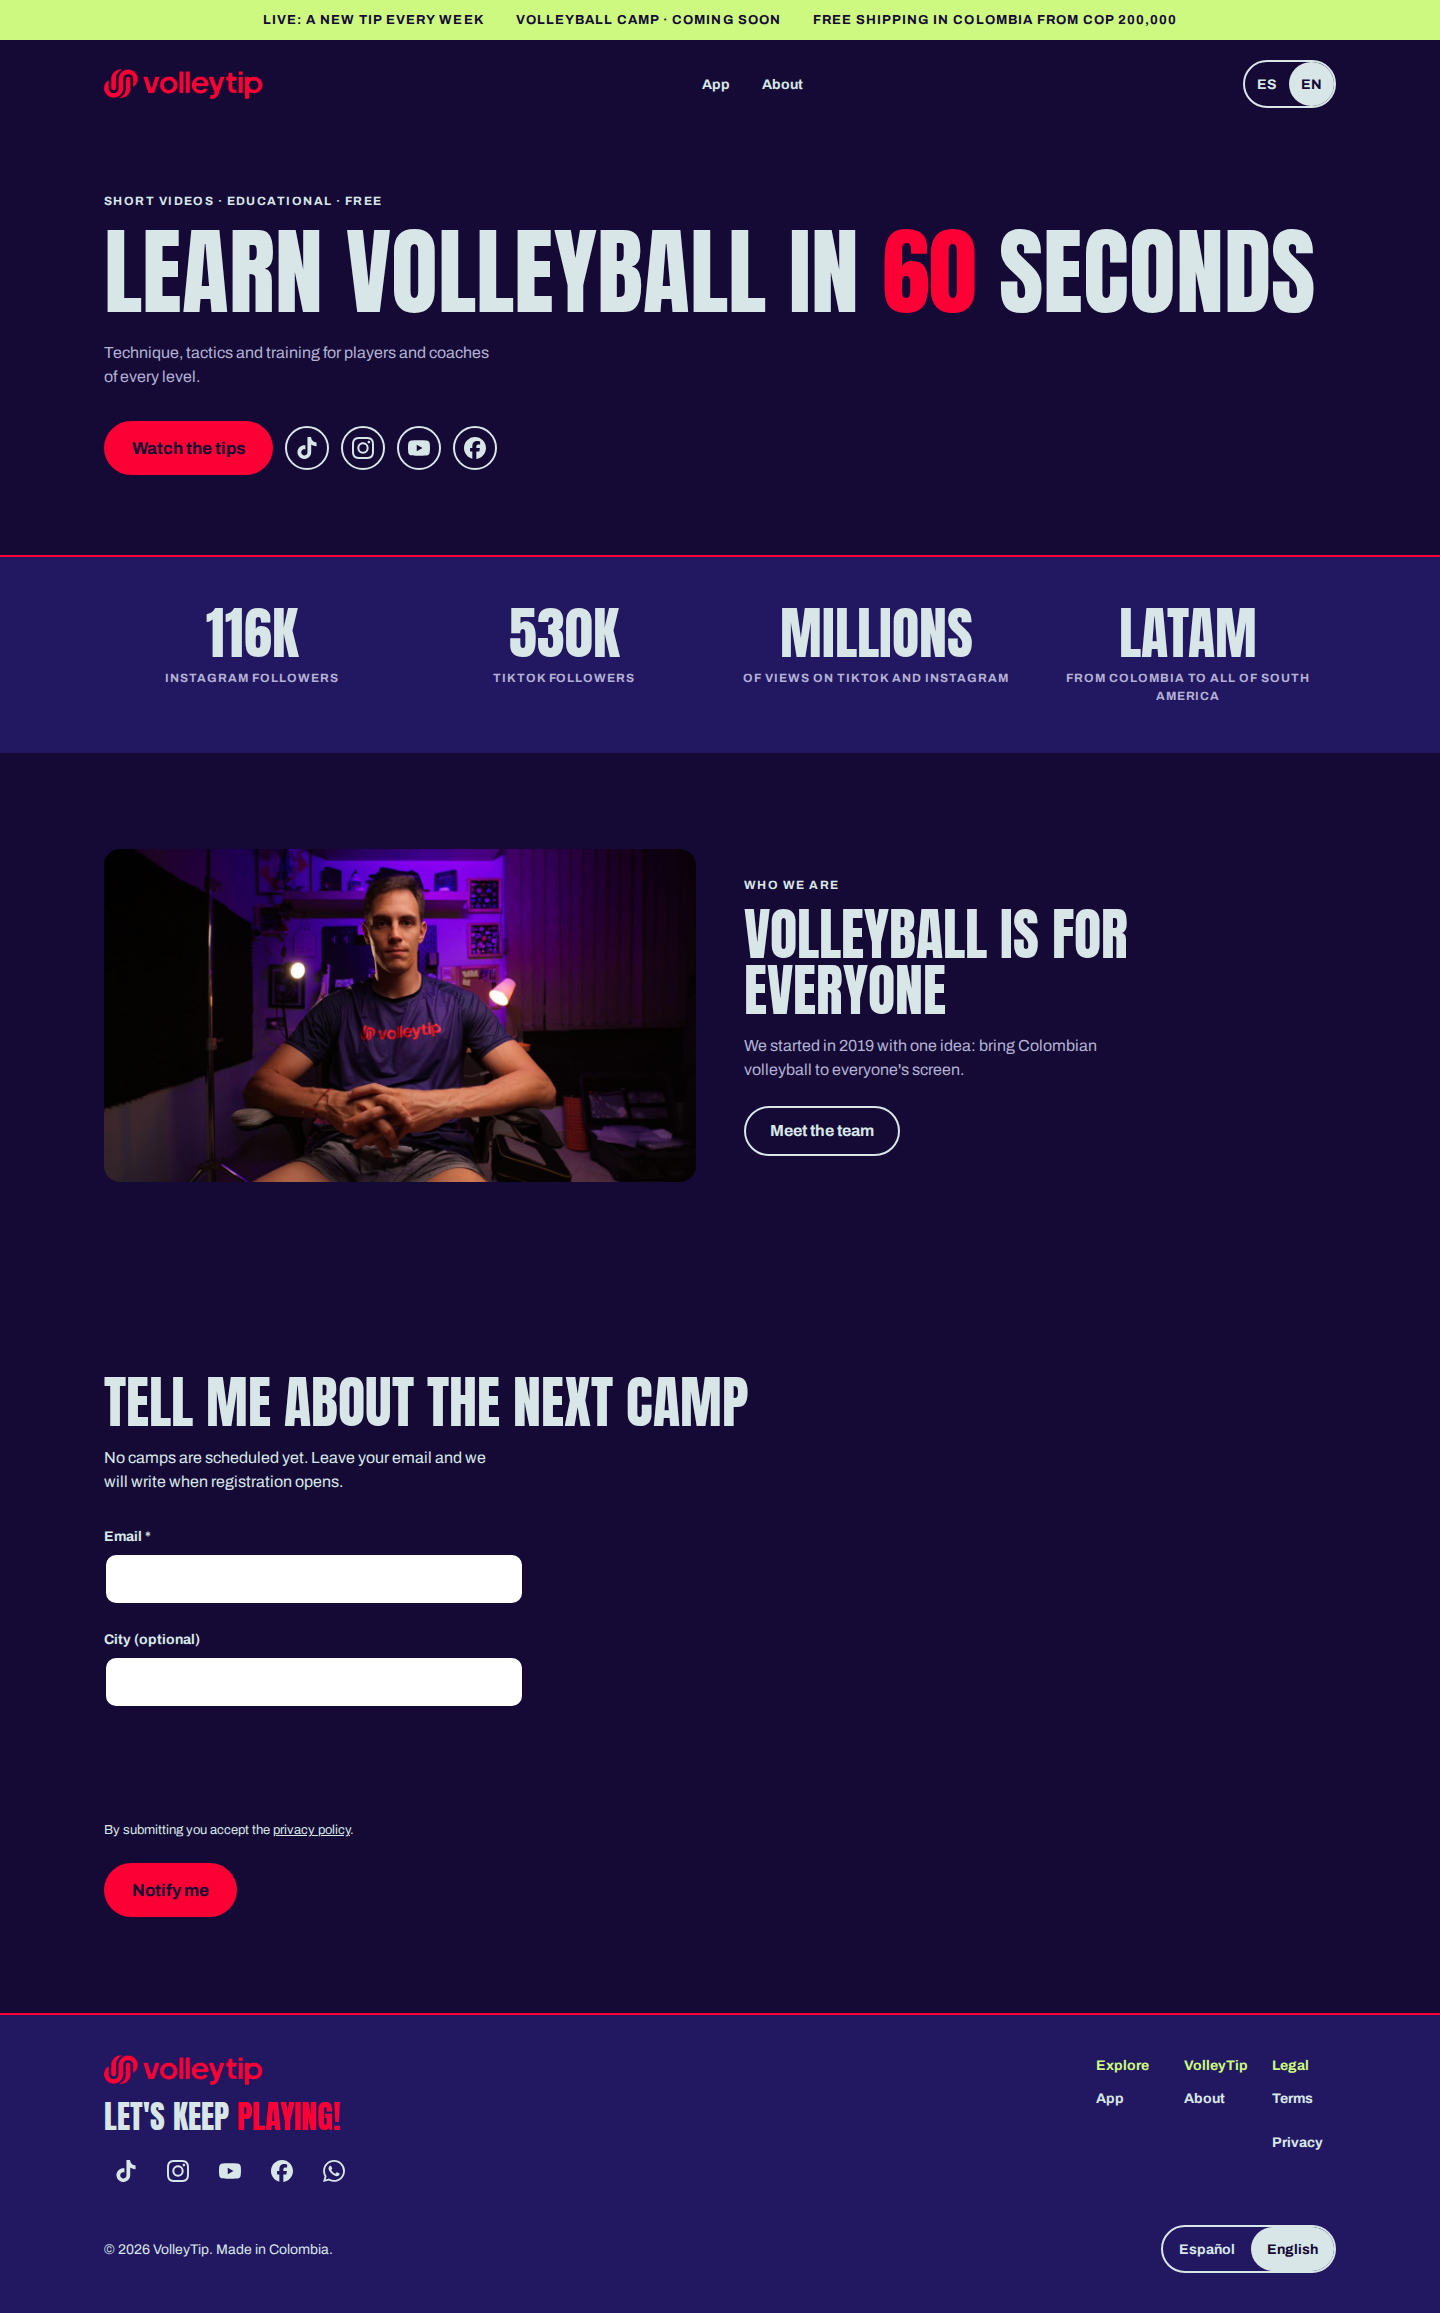 LIVE: A NEW TIP EVERY WEEK VOLLEYBALL CAMP · COMING SOON FREE SHIPPING IN COLOMBIA FROM COP 200,000
volleytip App About ES EN
SHORT VIDEOS · EDUCATIONAL · FREE
LEARN VOLLEYBALL IN 60 SECONDS
Technique, tactics and training for players and coaches
of every level.
Watch the tips
116K
INSTAGRAM FOLLOWERS
530K
TIKTOK FOLLOWERS
MILLIONS
OF VIEWS ON TIKTOK AND INSTAGRAM
LATAM
FROM COLOMBIA TO ALL OF SOUTH
AMERICA
volleytip
WHO WE ARE
VOLLEYBALL IS FOR
EVERYONE
We started in 2019 with one idea: bring Colombian
volleyball to everyone's screen.
Meet the team
TELL ME ABOUT THE NEXT CAMP
No camps are scheduled yet. Leave your email and we
will write when registration opens.
Email *
City (optional)
By submitting you accept the privacy policy.
Notify me
volleytip
LET'S KEEP PLAYING!
Explore
App
VolleyTip
About
Legal
Terms
Privacy
© 2026 VolleyTip. Made in Colombia.
Español English